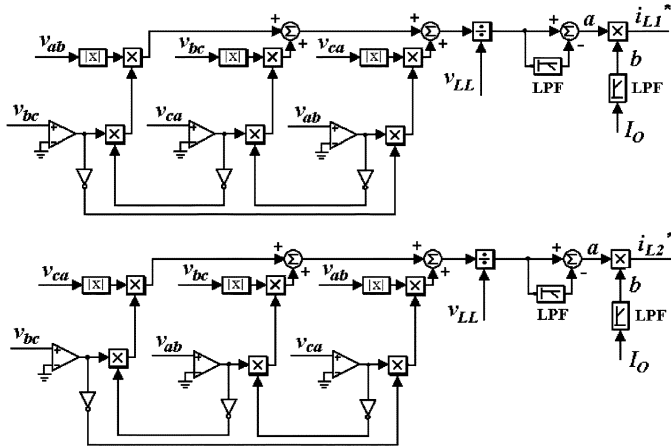 v_ab |x| × + Σ + v_bc |x| × + Σ + v_ca |x| × ÷ v_LL + Σ − a × i_L1*
LPF b LPF I_O
v_bc + − × v_ca + − × v_ab + − ×
v_ca |x| × + Σ + v_bc |x| × + Σ + v_ab |x| × ÷ v_LL + Σ − a × i_L2*
LPF b LPF I_O
v_bc + − × v_ab + − × v_ca + − ×